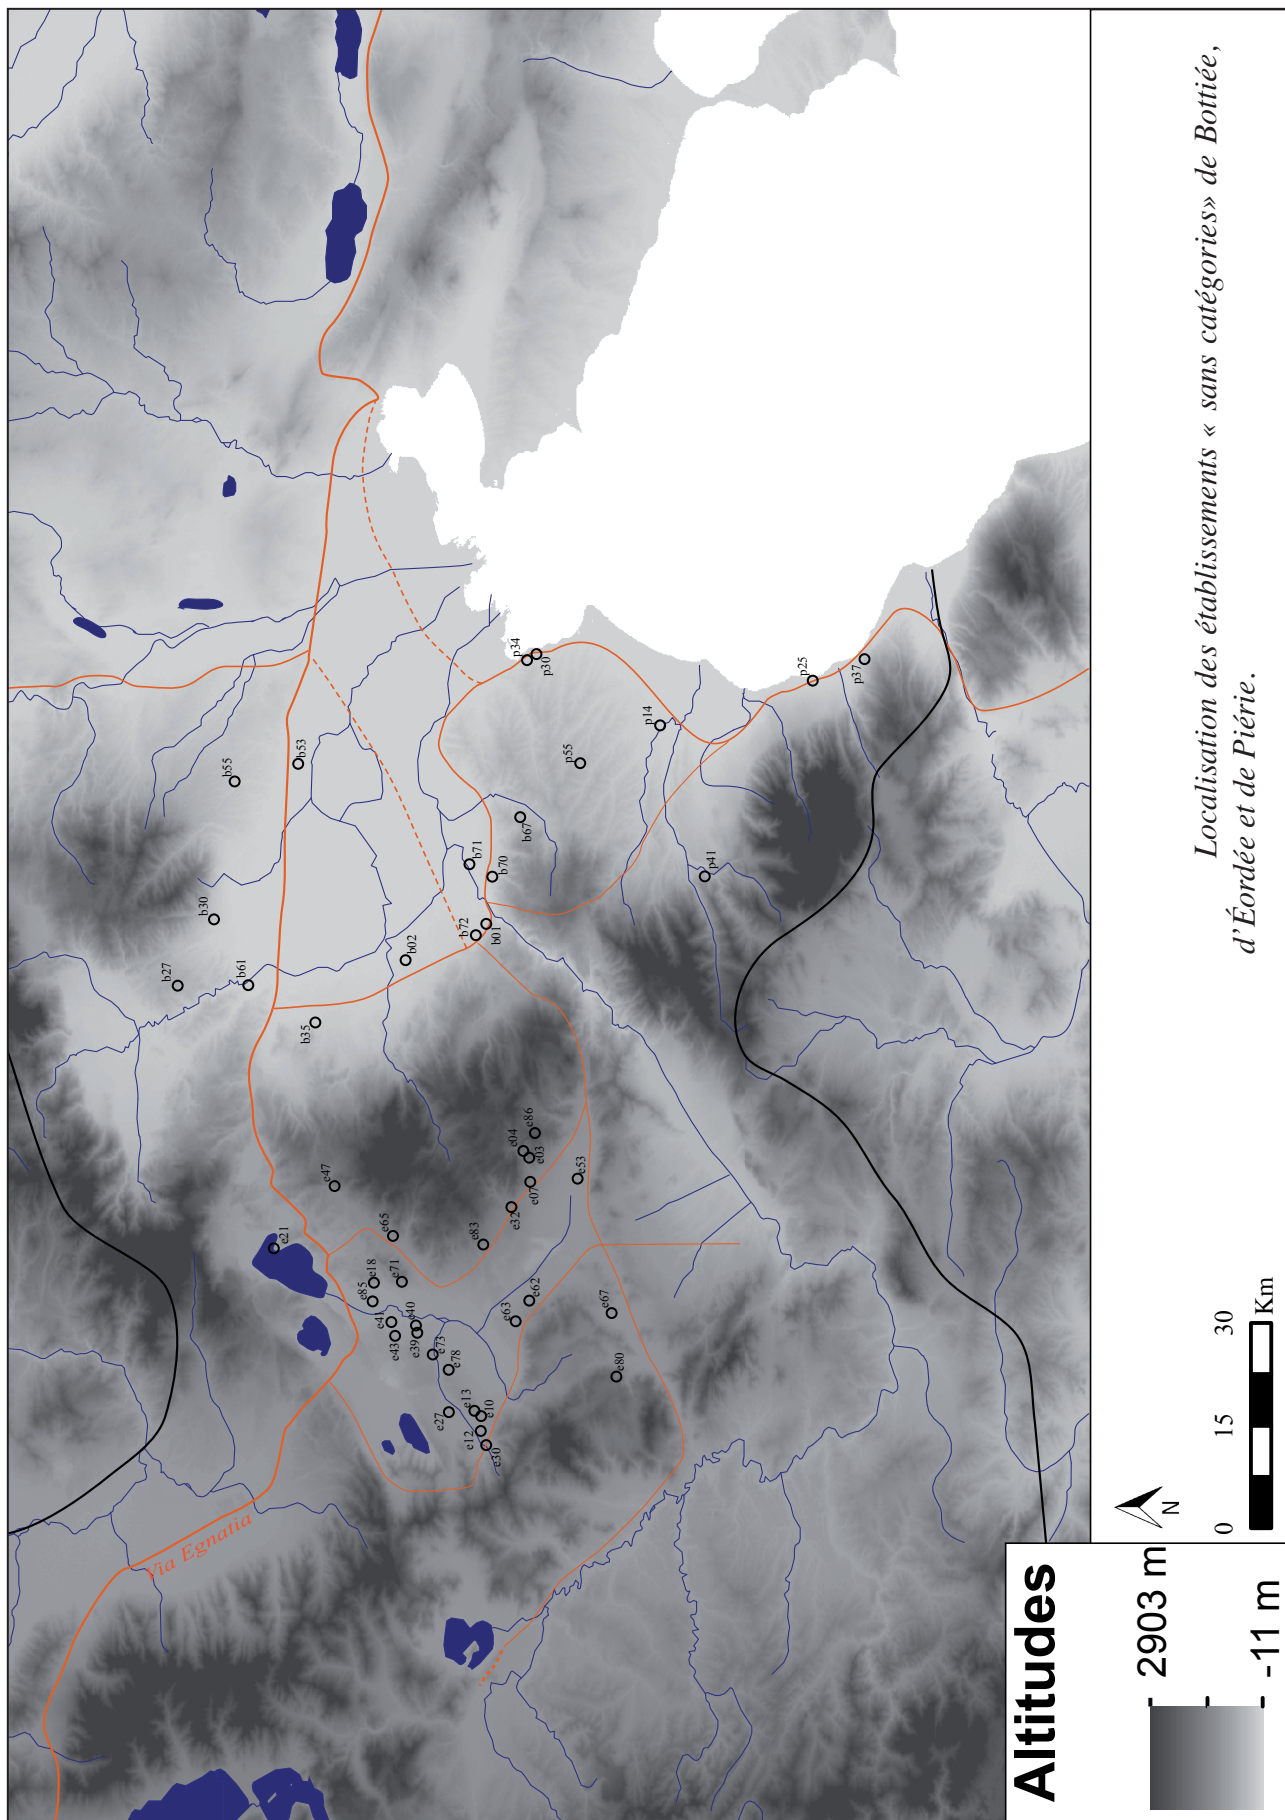 Via Egnatia
b27
b30
b55
b61
e21
b53
b35
e47
e85
e18
e41
e65
e43
e71
e40
e39
b02
e27
e73
e78
b72
e12
e13
e83
b71
e10
e30
b01
b70
e63
e32
e04
p34
b67
e86
e07
e62
e03
p30
e53
p55
e67
e80
p14
p41
p25
p37
Altitudes
2903 m
-11 m
N
0 15 30
Km
Localisation des établissements « sans catégories» de Bottiée,
d'Éordée et de Piérie.